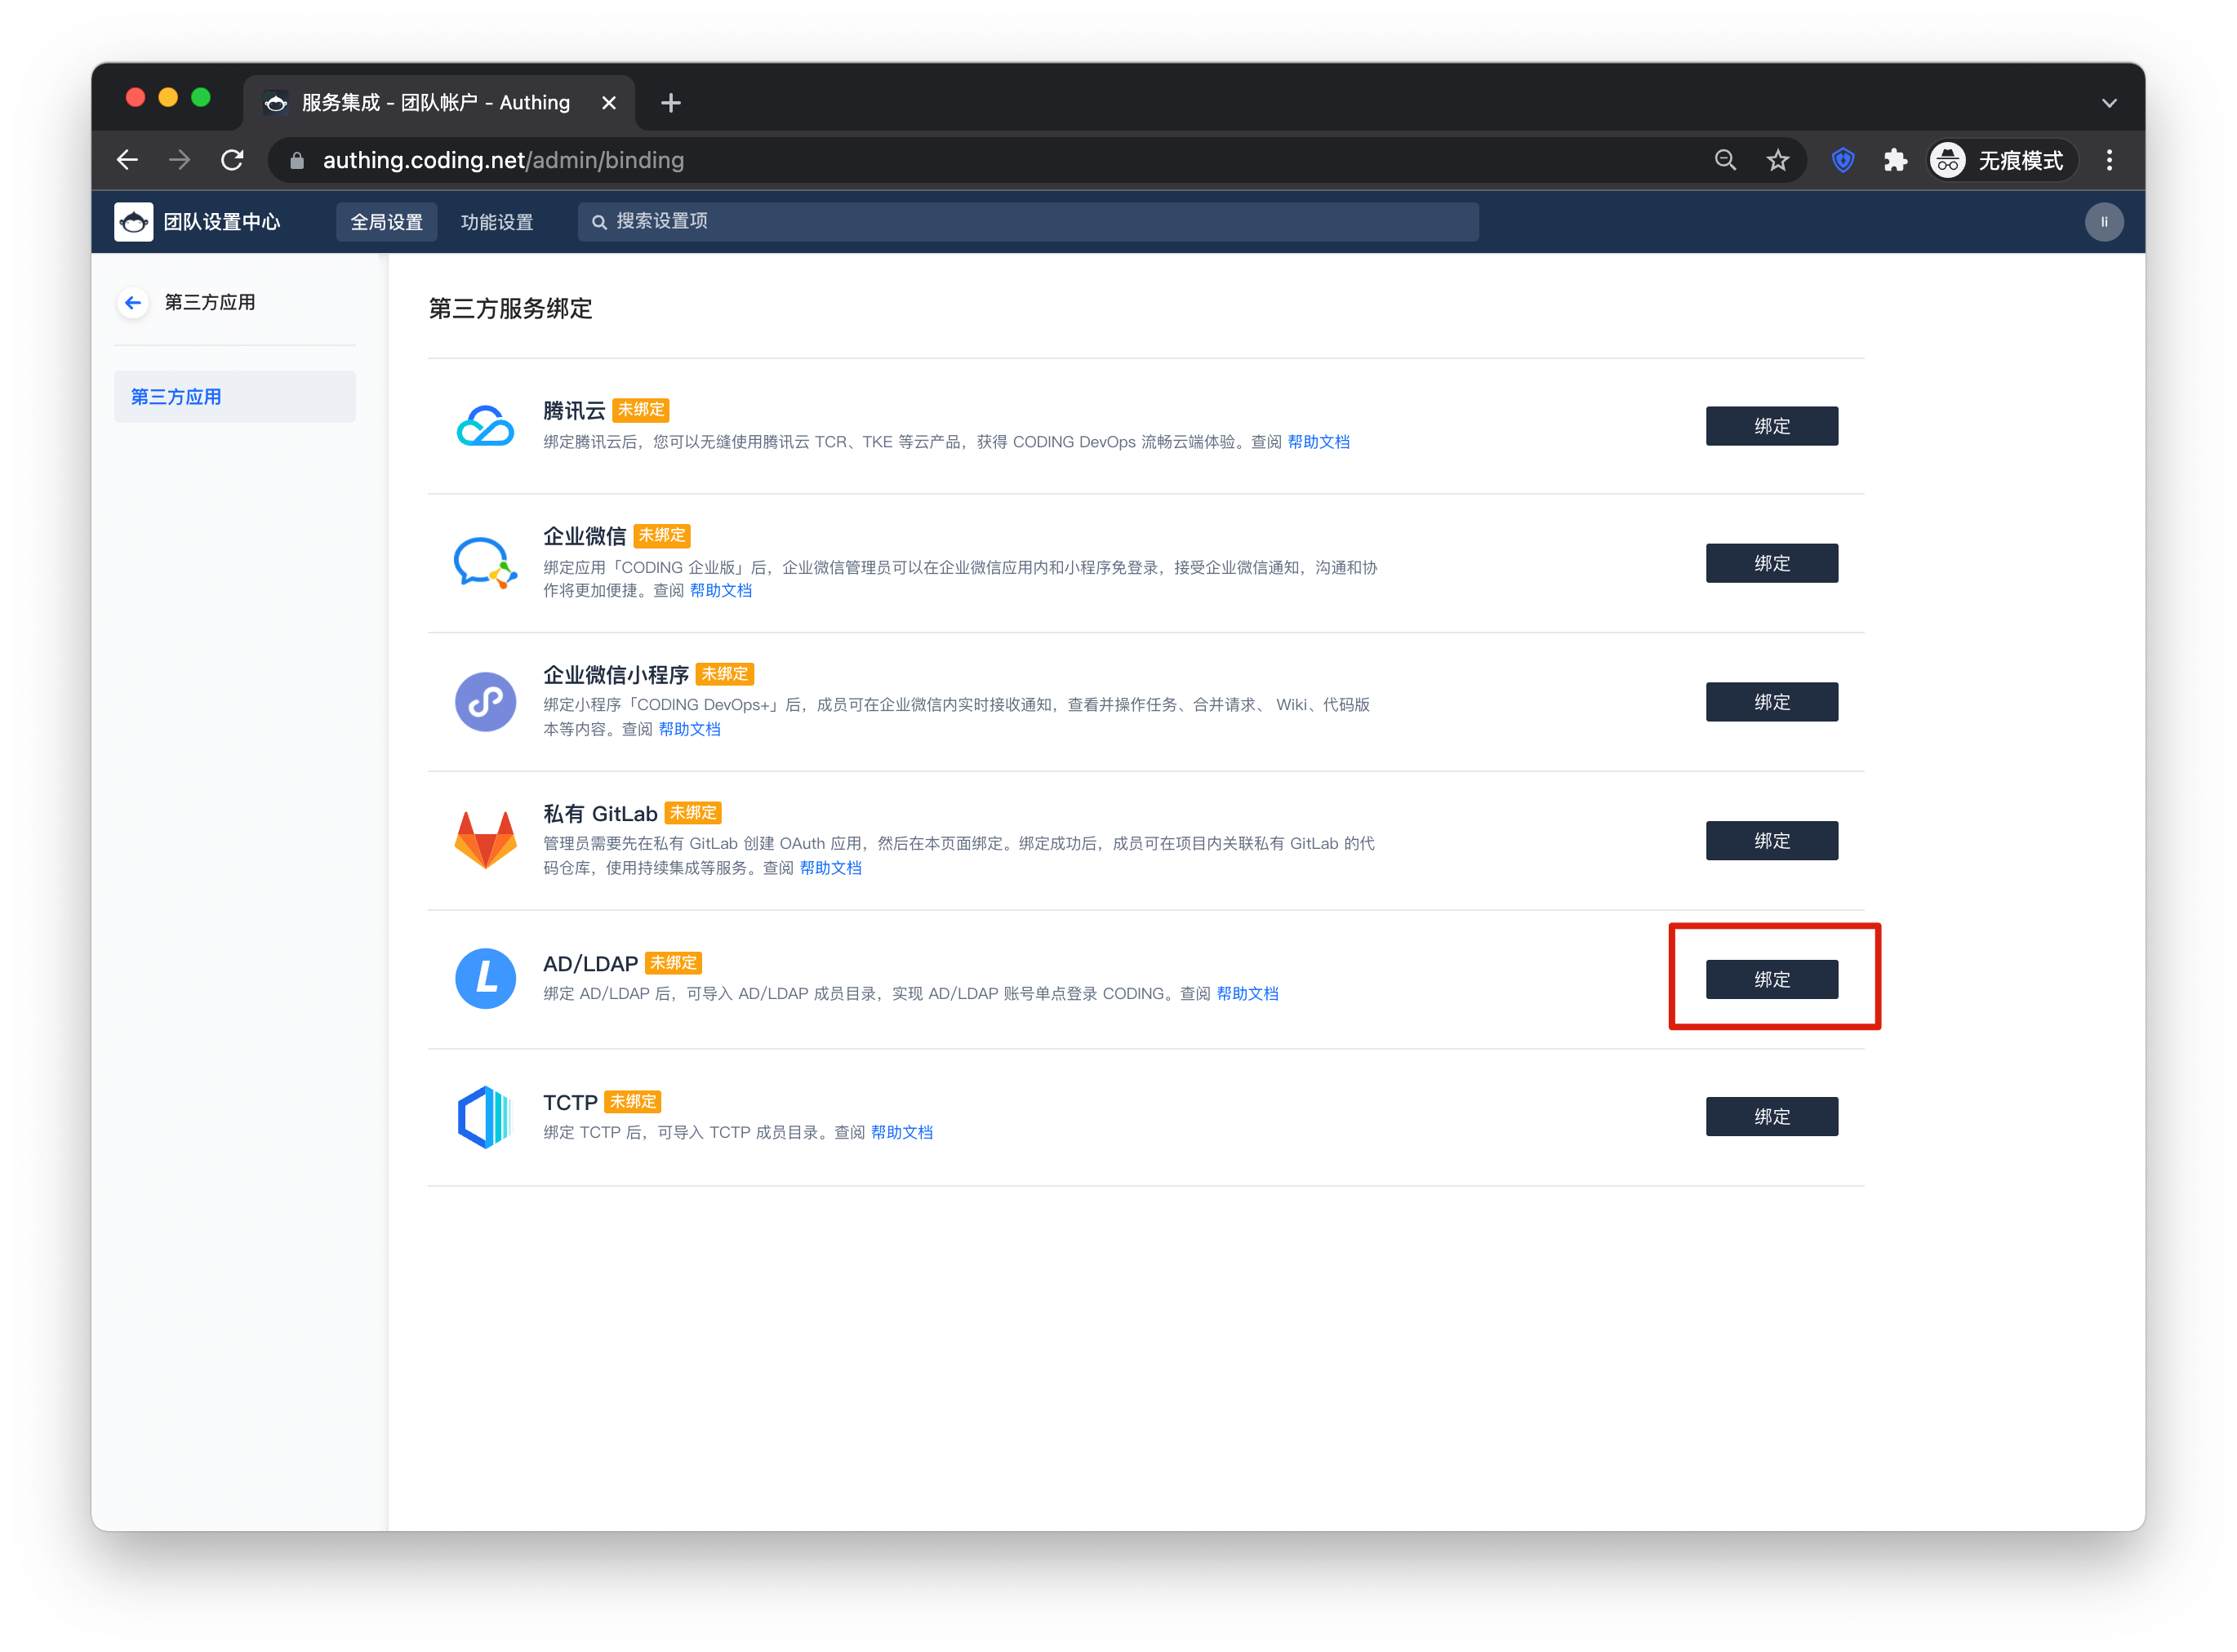 服务集成 - 团队帐户 - Authing
authing.coding.net/admin/binding
无痕模式
团队设置中心
全局设置
功能设置
搜索设置项
li
第三方应用
第三方应用
第三方服务绑定
腾讯云 未绑定
绑定腾讯云后，您可以无缝使用腾讯云 TCR、TKE 等云产品，获得 CODING DevOps 流畅云端体验。查阅 帮助文档
绑定
企业微信 未绑定
绑定应用「CODING 企业版」后，企业微信管理员可以在企业微信应用内和小程序免登录，接受企业微信通知，沟通和协
作将更加便捷。查阅 帮助文档
绑定
企业微信小程序 未绑定
绑定小程序「CODING DevOps+」后，成员可在企业微信内实时接收通知，查看并操作任务、合并请求、 Wiki、代码版
本等内容。查阅 帮助文档
绑定
私有 GitLab 未绑定
管理员需要先在私有 GitLab 创建 OAuth 应用，然后在本页面绑定。绑定成功后，成员可在项目内关联私有 GitLab 的代
码仓库，使用持续集成等服务。查阅 帮助文档
绑定
L
AD/LDAP 未绑定
绑定 AD/LDAP 后，可导入 AD/LDAP 成员目录，实现 AD/LDAP 账号单点登录 CODING。查阅 帮助文档
绑定
TCTP 未绑定
绑定 TCTP 后，可导入 TCTP 成员目录。查阅 帮助文档
绑定